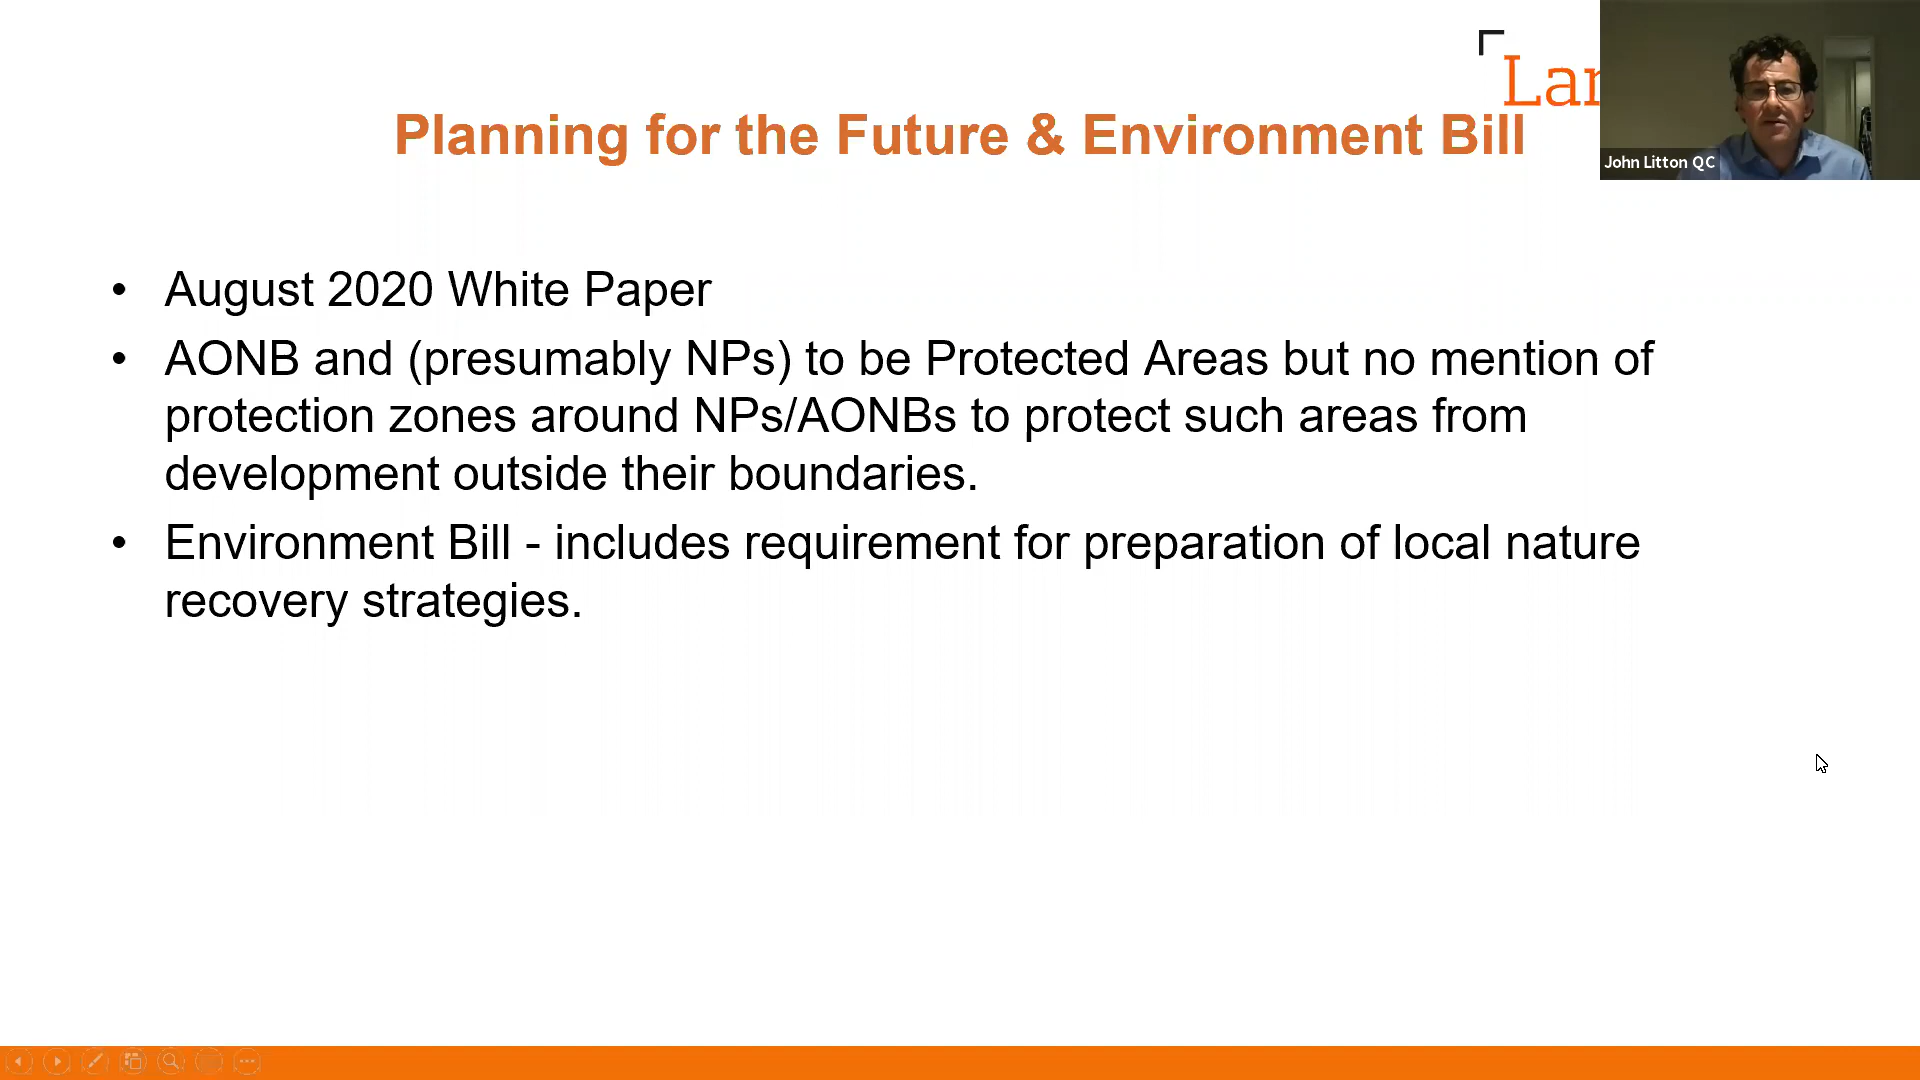 Lan
Planning for the Future & Environment Bill
John Litton QC
• August 2020 White Paper
• AONB and (presumably NPs) to be Protected Areas but no mention of
protection zones around NPs/AONBs to protect such areas from
development outside their boundaries.
• Environment Bill - includes requirement for preparation of local nature
recovery strategies.